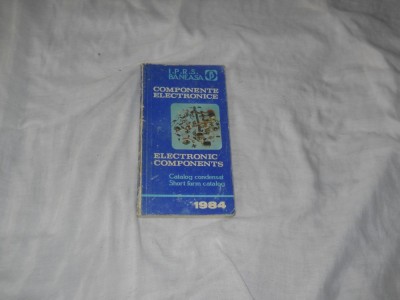 I.P.R.S.
BANEASA
COMPONENTE
ELECTRONICE
ELECTRONIC
COMPONENTS
Catalog condensat
Short form catalog
1984